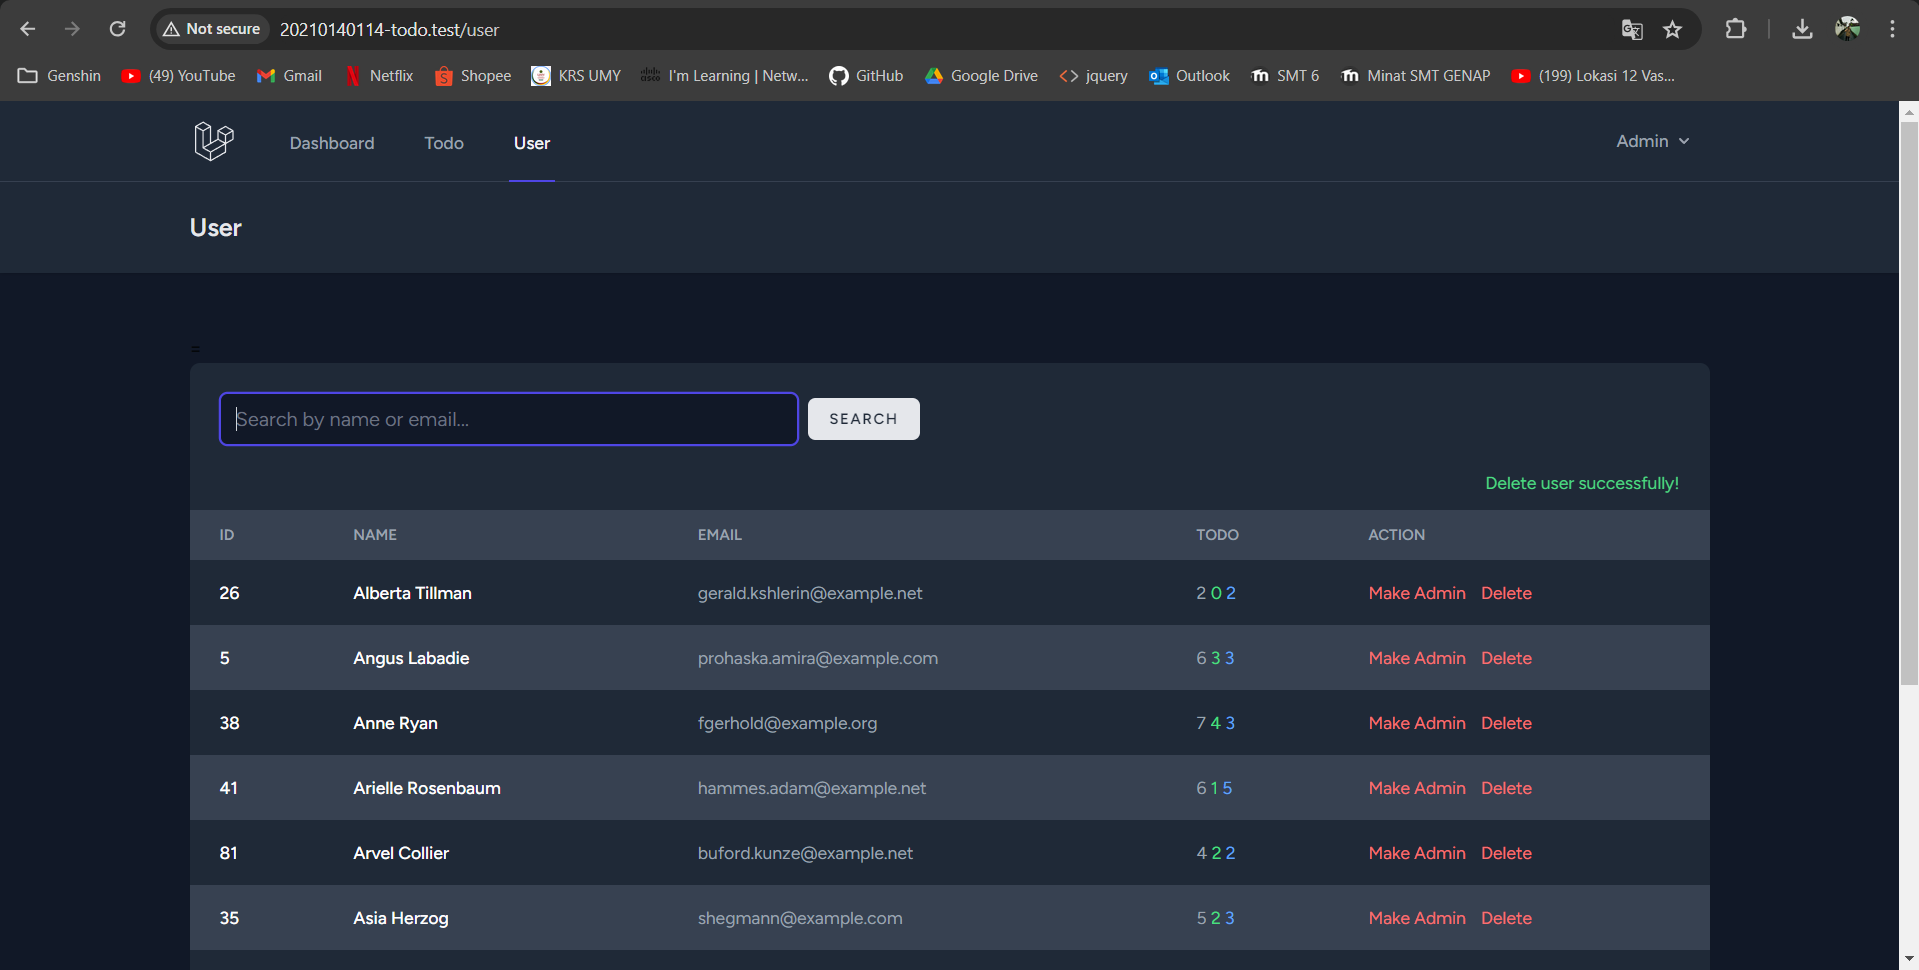 Not secure 20210140114-todo.test/user
Genshin (49) YouTube Gmail Netflix Shopee KRS UMY I'm Learning | Netw... GitHub Google Drive jquery Outlook SMT 6 Minat SMT GENAP (199) Lokasi 12 Vas...
Dashboard Todo User Admin
User
=
Search by name or email... SEARCH
Delete user successfully!
ID NAME EMAIL TODO ACTION
26 Alberta Tillman gerald.kshlerin@example.net 2 0 2 Make Admin Delete
5 Angus Labadie prohaska.amira@example.com 6 3 3 Make Admin Delete
38 Anne Ryan fgerhold@example.org 7 4 3 Make Admin Delete
41 Arielle Rosenbaum hammes.adam@example.net 6 1 5 Make Admin Delete
81 Arvel Collier buford.kunze@example.net 4 2 2 Make Admin Delete
35 Asia Herzog shegmann@example.com 5 2 3 Make Admin Delete